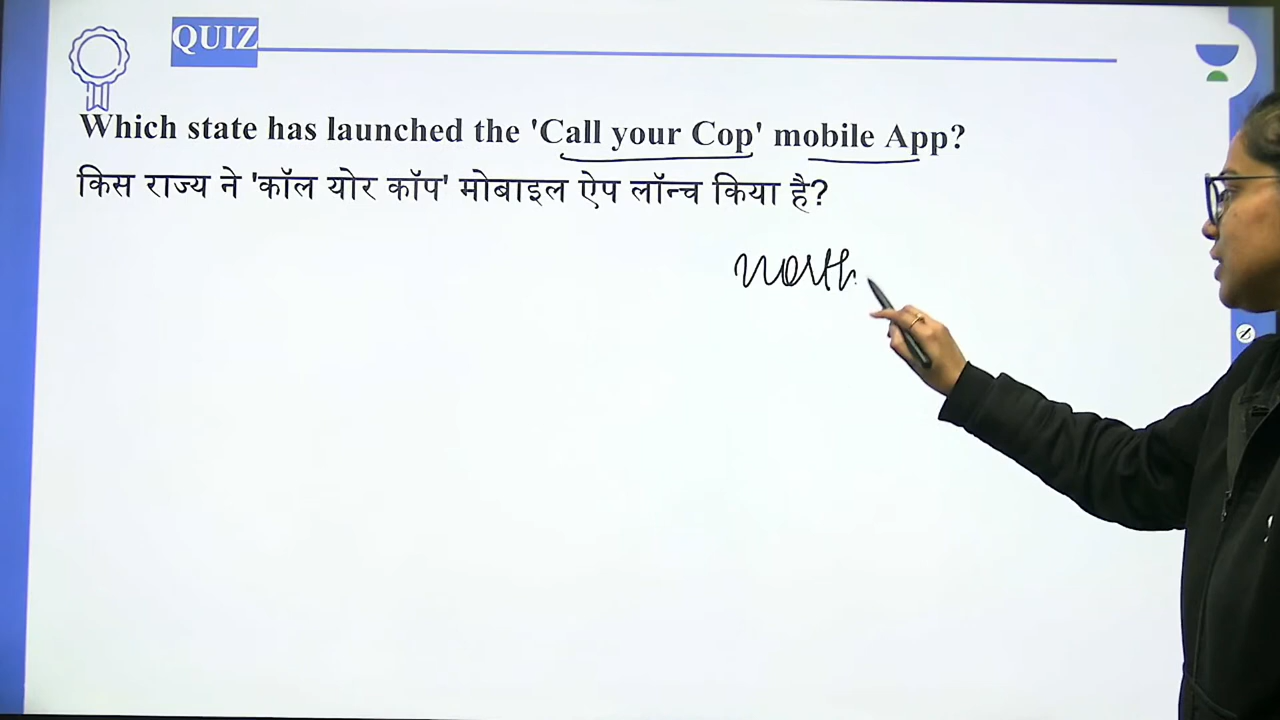 QUIZ
Which state has launched the 'Call your Cop' mobile App?
किस राज्य ने 'कॉल योर कॉप' मोबाइल ऐप लॉन्च किया है?
north